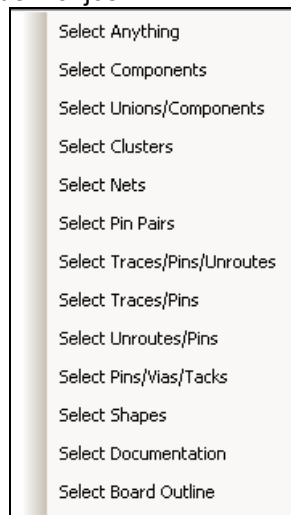 Select Anything
Select Components
Select Unions/Components
Select Clusters
Select Nets
Select Pin Pairs
Select Traces/Pins/Unroutes
Select Traces/Pins
Select Unroutes/Pins
Select Pins/Vias/Tacks
Select Shapes
Select Documentation
Select Board Outline